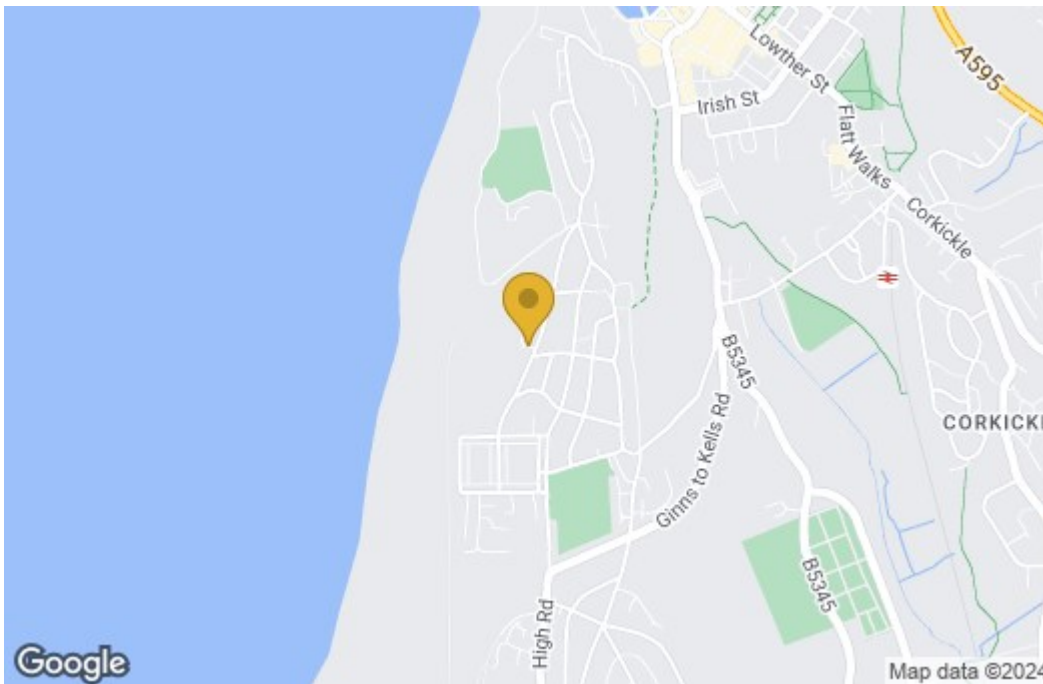 Lowther St
A595
Irish St
Flatt Walks
Corkickle
B5345
CORKICKL
Ginns to Kells Rd
B5345
High Rd
Google
Map data ©2024